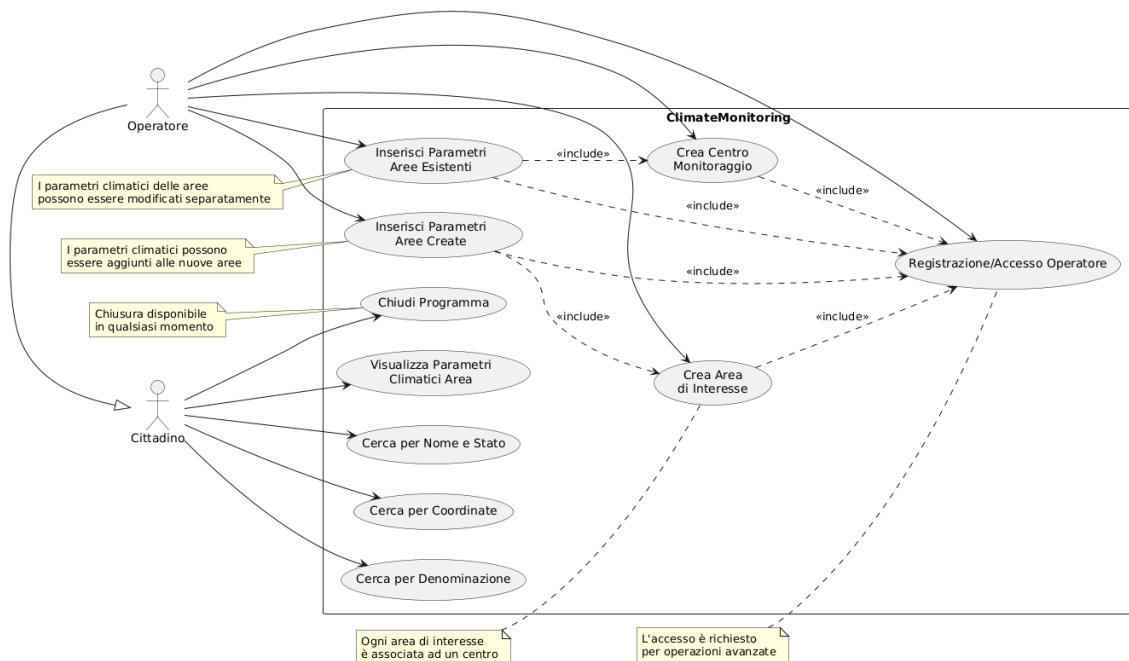 ClimateMonitoring
Operatore
Inserisci Parametri
Aree Esistenti
«include»
Crea Centro
Monitoraggio
«include»
I parametri climatici delle aree
possono essere modificati separatamente
«include»
Inserisci Parametri
Aree Create
I parametri climatici possono
essere aggiunti alle nuove aree
«include»
Registrazione/Accesso Operatore
Chiudi Programma
Chiusura disponibile
in qualsiasi momento
«include»
«include»
Visualizza Parametri
Climatici Area
Crea Area
di Interesse
Cittadino
Cerca per Nome e Stato
Cerca per Coordinate
Cerca per Denominazione
Ogni area di interesse
è associata ad un centro
L'accesso è richiesto
per operazioni avanzate